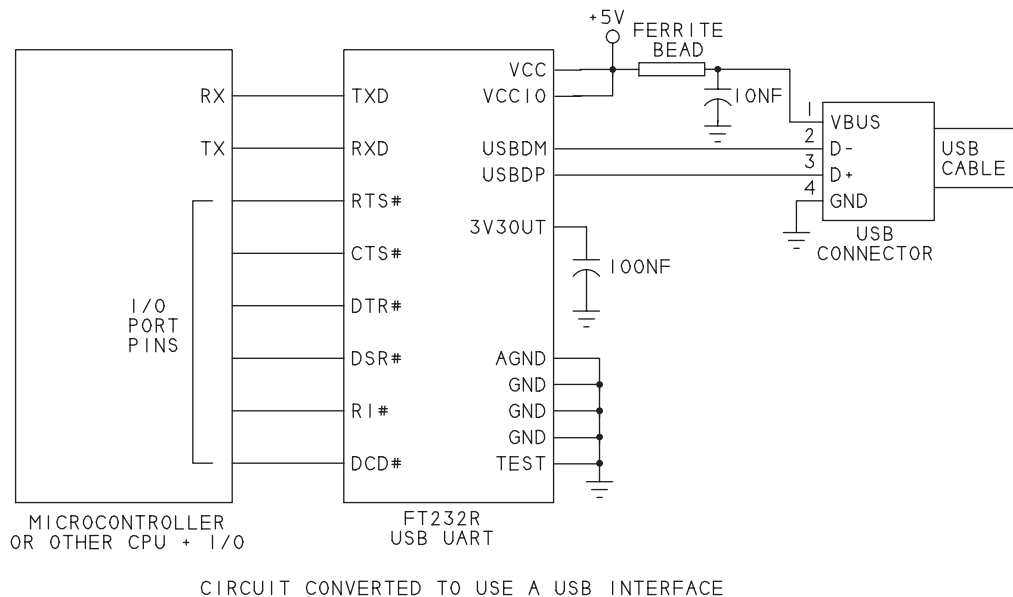 +5V
FERRITE
BEAD
VCC
RX
TXD
VCCIO
10NF
1
VBUS
2
TX
RXD
USBDM
D-
USB
3
USBDP
D+
CABLE
4
RTS#
GND
3V3OUT
USB
CONNECTOR
CTS#
100NF
I/O
PORT
PINS
DTR#
DSR#
AGND
GND
RI#
GND
GND
DCD#
TEST
MICROCONTROLLER
OR OTHER CPU + I/O
FT232R
USB UART
CIRCUIT CONVERTED TO USE A USB INTERFACE